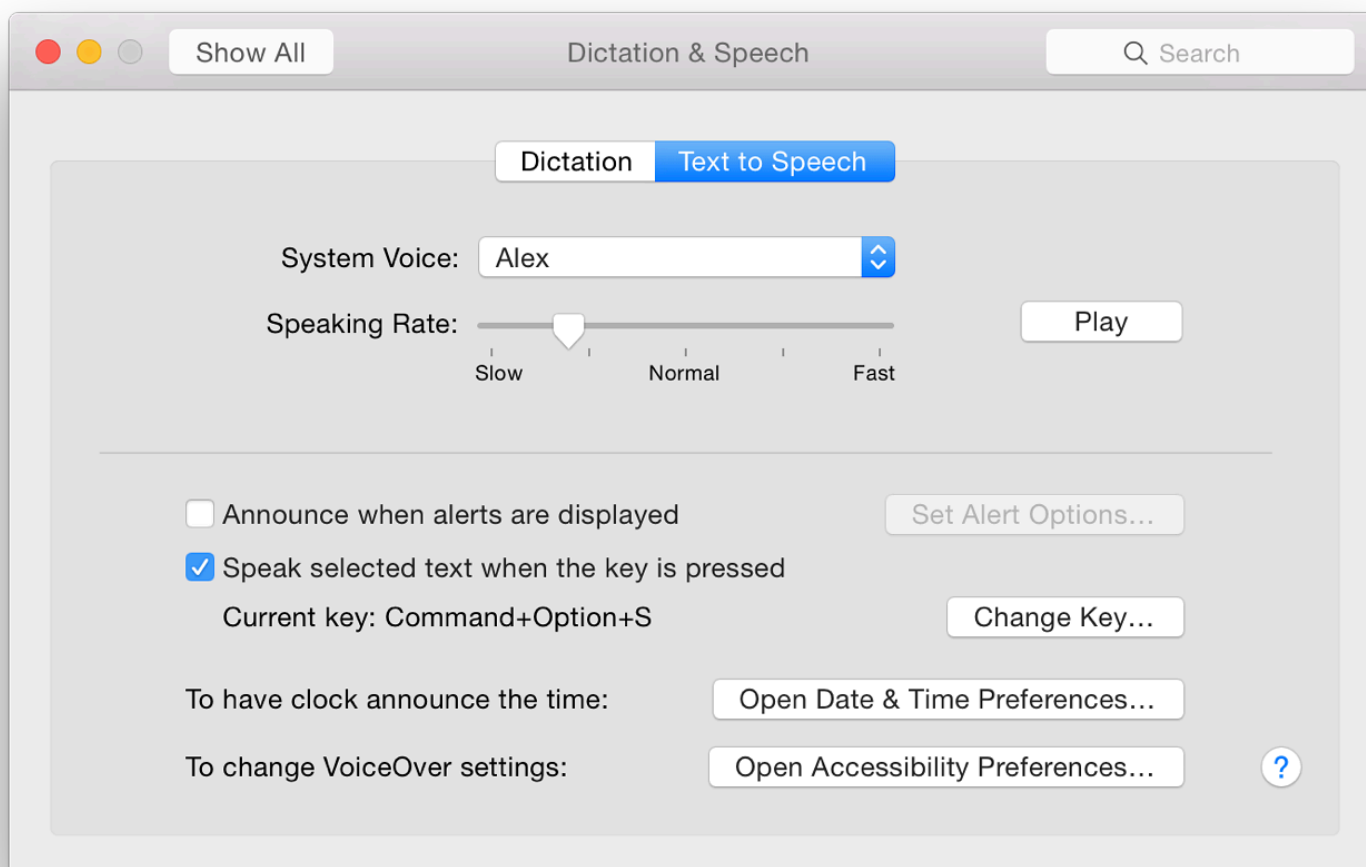 Show All Dictation & Speech Search
Dictation Text to Speech
System Voice: Alex
Speaking Rate: Play
Slow Normal Fast
Announce when alerts are displayed Set Alert Options...
Speak selected text when the key is pressed
Current key: Command+Option+S Change Key...
To have clock announce the time: Open Date & Time Preferences...
To change VoiceOver settings: Open Accessibility Preferences... ?